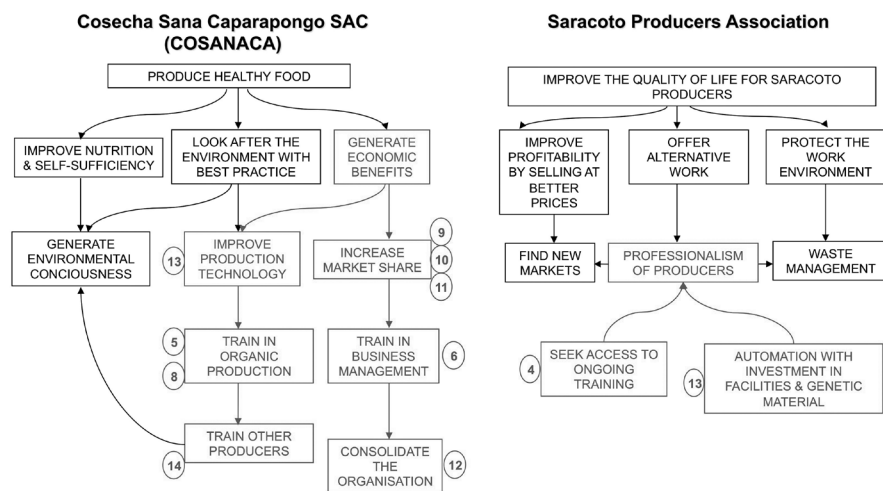 Cosecha Sana Caparapongo SAC
(COSANACA)
PRODUCE HEALTHY FOOD
IMPROVE NUTRITION
& SELF-SUFFICIENCY
LOOK AFTER THE
ENVIRONMENT WITH
BEST PRACTICE
GENERATE
ECONOMIC
BENEFITS
GENERATE
ENVIRONMENTAL
CONCIOUSNESS
13
IMPROVE
PRODUCTION
TECHNOLOGY
INCREASE
MARKET SHARE
9
10
11
5
8
TRAIN IN
ORGANIC
PRODUCTION
TRAIN IN
BUSINESS
MANAGEMENT
6
14
TRAIN OTHER
PRODUCERS
CONSOLIDATE
THE
ORGANISATION
12
Saracoto Producers Association
IMPROVE THE QUALITY OF LIFE FOR SARACOTO
PRODUCERS
IMPROVE
PROFITABILITY
BY SELLING AT
BETTER
PRICES
OFFER
ALTERNATIVE
WORK
PROTECT THE
WORK
ENVIRONMENT
FIND NEW
MARKETS
PROFESSIONALISM
OF PRODUCERS
WASTE
MANAGEMENT
4
SEEK ACCESS TO
ONGOING
TRAINING
13
AUTOMATION WITH
INVESTMENT IN
FACILITIES & GENETIC
MATERIAL